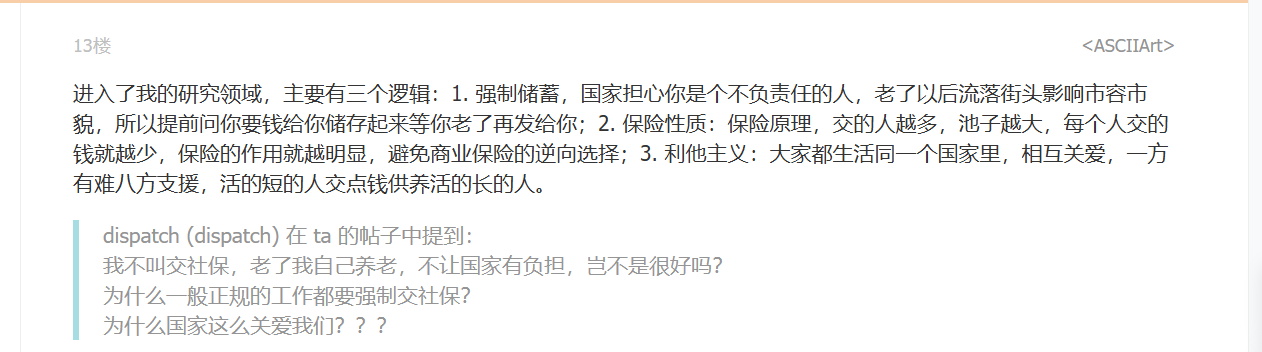 13楼
<ASCIIArt>
进入了我的研究领域，主要有三个逻辑：1. 强制储蓄，国家担心你是个不负责任的人，老了以后流落街头影响市容市
貌，所以提前问你要钱给你储存起来等你老了再发给你；2. 保险性质：保险原理，交的人越多，池子越大，每个人交的
钱就越少，保险的作用就越明显，避免商业保险的逆向选择；3. 利他主义：大家都生活同一个国家里，相互关爱，一方
有难八方支援，活的短的人交点钱供养活的长的人。
dispatch (dispatch) 在 ta 的帖子中提到：
我不叫交社保，老了我自己养老，不让国家有负担，岂不是很好吗？
为什么一般正规的工作都要强制交社保？
为什么国家这么关爱我们？？？